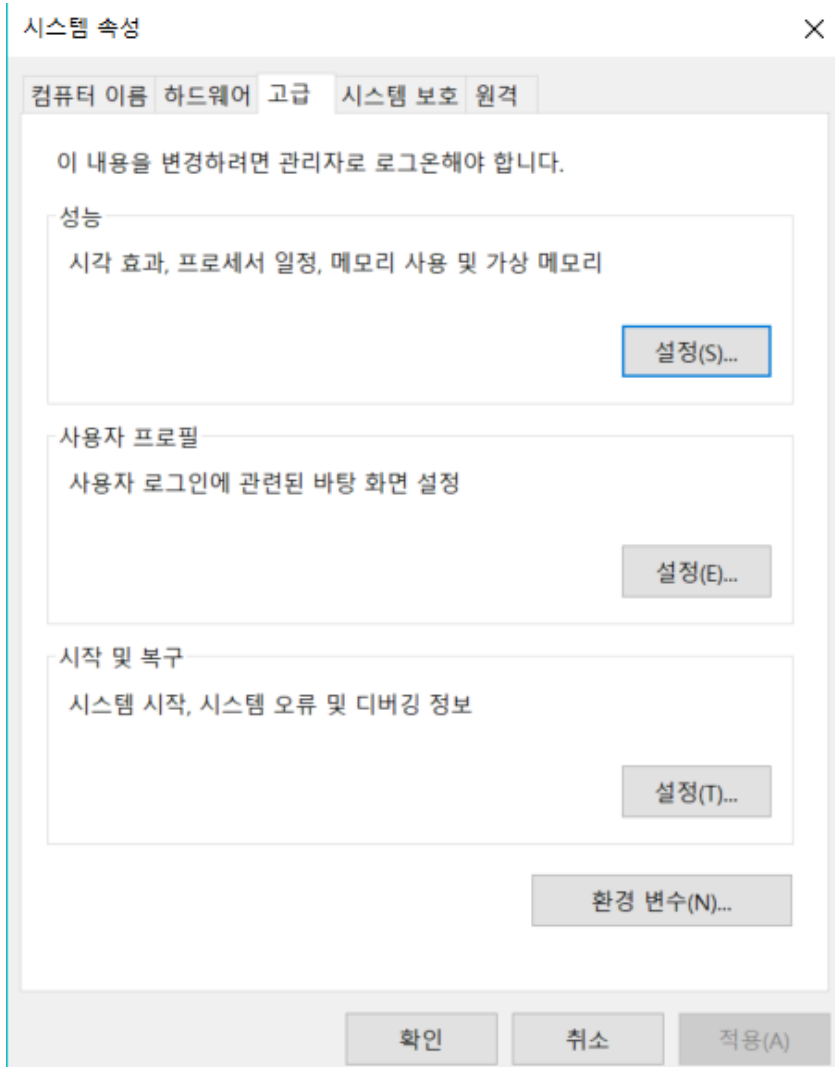 시스템 속성
컴퓨터 이름 하드웨어 고급 시스템 보호 원격
이 내용을 변경하려면 관리자로 로그온해야 합니다.
성능
시각 효과, 프로세서 일정, 메모리 사용 및 가상 메모리
설정(S)...
사용자 프로필
사용자 로그인에 관련된 바탕 화면 설정
설정(E)...
시작 및 복구
시스템 시작, 시스템 오류 및 디버깅 정보
설정(T)...
환경 변수(N)...
확인 취소 적용(A)